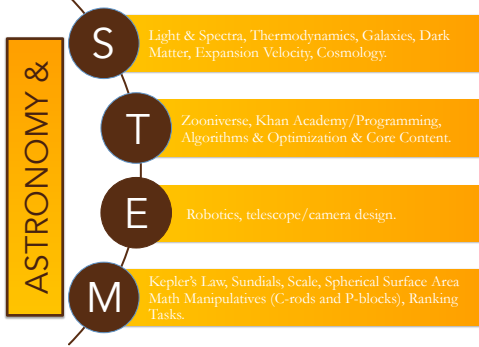 ASTRONOMY &
S
Light & Spectra, Thermodynamics, Galaxies, Dark
Matter, Expansion Velocity, Cosmology.
T
Zooniverse, Khan Academy/Programming,
Algorithms & Optimization & Core Content.
E
Robotics, telescope/camera design.
M
Kepler's Law, Sundials, Scale, Spherical Surface Area
Math Manipulatives (C-rods and P-blocks), Ranking
Tasks.